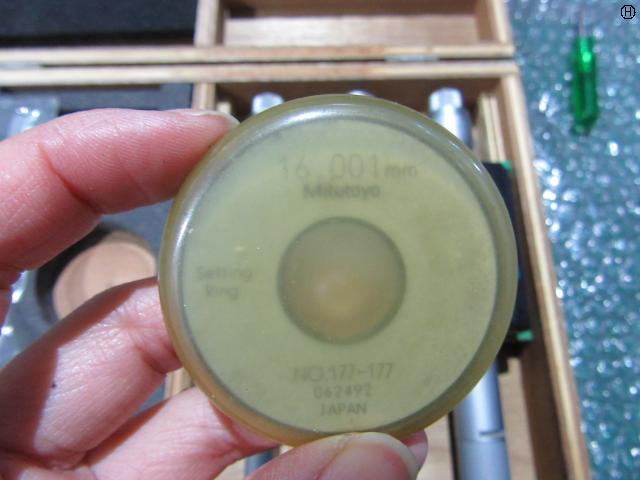 16.001mm
Mitutoyo
Setting
Ring
NO.177-177
062492
JAPAN
H